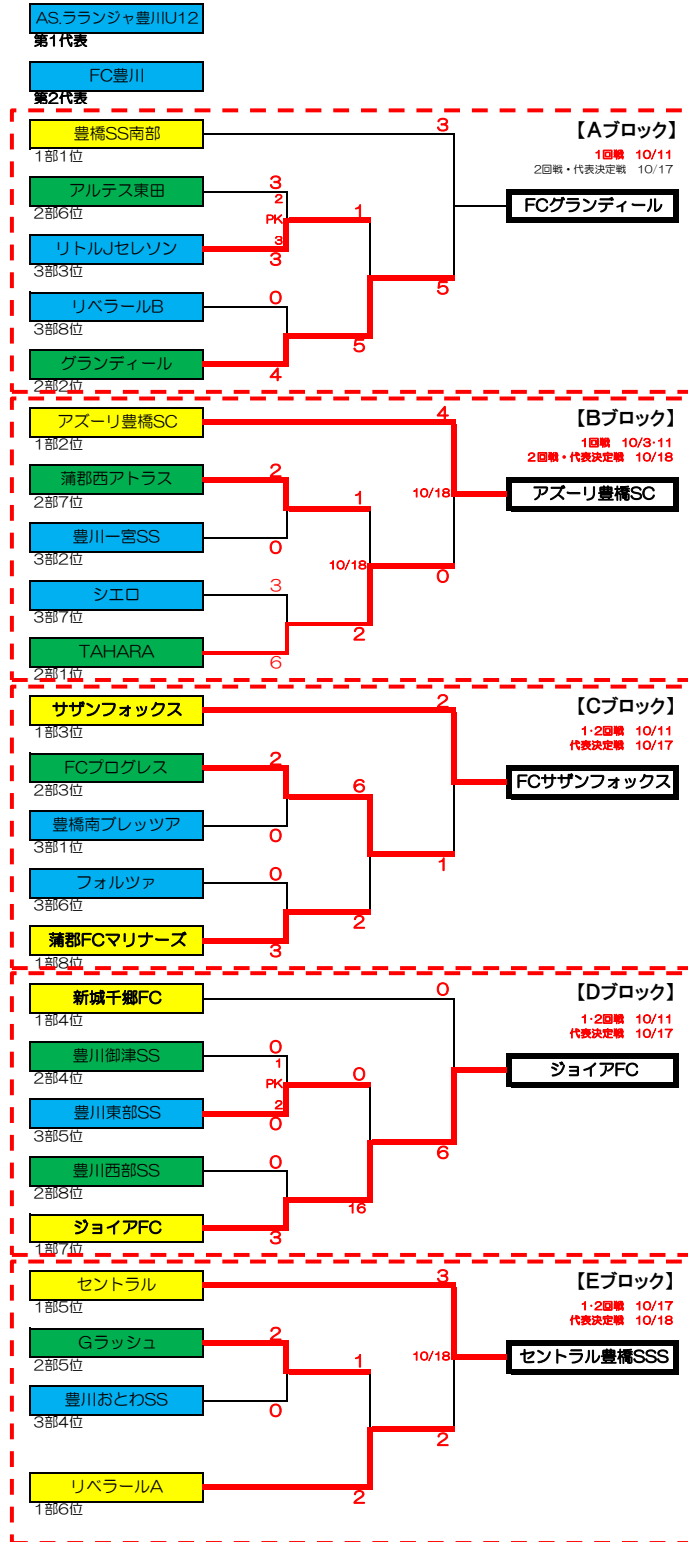 AS.ラランジャ豊川U12
第1代表
FC豊川
第2代表
豊橋SS南部
1部1位
3
【Aブロック】
1回戦 10/11
2回戦・代表決定戦 10/17
アルテス東田
2部6位
3
2
PK
1
FCグランディール
リトルJセレソン
3部3位
3
3
5
リベラールB
3部8位
0
5
グランディール
2部2位
4
アズーリ豊橋SC
1部2位
4
【Bブロック】
1回戦 10/3・11
2回戦・代表決定戦 10/18
蒲郡西アトラス
2部7位
2
1
10/18
アズーリ豊橋SC
豊川一宮SS
3部2位
0
10/18
0
シエロ
3部7位
3
2
TAHARA
2部1位
6
サザンフォックス
1部3位
2
【Cブロック】
1・2回戦 10/11
代表決定戦 10/17
FCプログレス
2部3位
2
6
FCサザンフォックス
豊橋南プレッツア
3部1位
0
1
フォルツァ
3部6位
0
2
蒲郡FCマリナーズ
1部8位
3
新城千郷FC
1部4位
0
【Dブロック】
1・2回戦 10/11
代表決定戦 10/17
豊川御津SS
2部4位
0
1
PK
0
ジョイアFC
豊川東部SS
3部5位
2
0
6
豊川西部SS
2部8位
0
16
ジョイアFC
1部7位
3
セントラル
1部5位
3
【Eブロック】
1・2回戦 10/17
代表決定戦 10/18
Gラッシュ
2部5位
2
1
10/18
セントラル豊橋SSS
豊川おとわSS
3部4位
0
2
リベラールA
1部6位
2